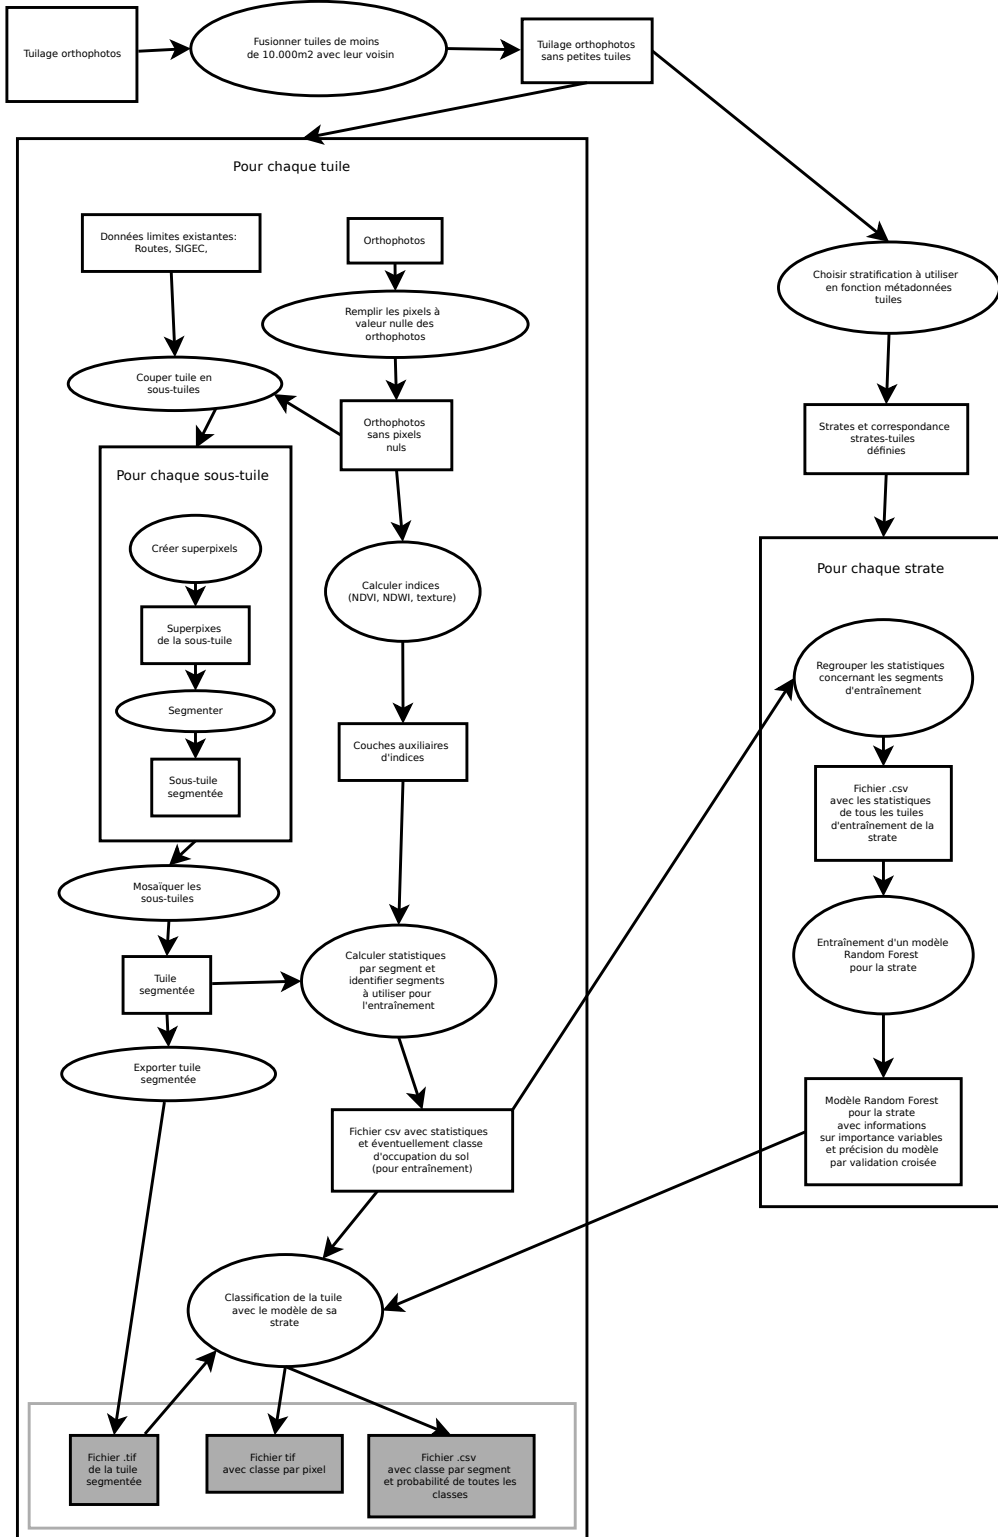 Tuilage orthophotos
Fusionner tuiles de moins
de 10.000m2 avec leur voisin
Tuilage orthophotos
sans petites tuiles
Pour chaque tuile
Données limites existantes:
Routes, SIGEC,
Orthophotos
Remplir les pixels à
valeur nulle des
orthophotos
Couper tuile en
sous-tuiles
Orthophotos
sans pixels
nuls
Pour chaque sous-tuile
Créer superpixels
Superpixes
de la sous-tuile
Segmenter
Sous-tuile
segmentée
Calculer indices
(NDVI, NDWI, texture)
Couches auxiliaires
d'indices
Mosaïquer les
sous-tuiles
Tuile
segmentée
Exporter tuile
segmentée
Calculer statistiques
par segment et
identifier segments
à utiliser pour
l'entraînement
Fichier csv avec statistiques
et éventuellement classe
d'occupation du sol
(pour entraînement)
Classification de la tuile
avec le modèle de sa
strate
Fichier .tif
de la tuile
segmentée
Fichier tif
avec classe par pixel
Fichier .csv
avec classe par segment
et probabilité de toutes les
classes
Choisir stratification à utiliser
en fonction métadonnées
tuiles
Strates et correspondance
strates-tuiles
définies
Pour chaque strate
Regrouper les statistiques
concernant les segments
d'entraînement
Fichier .csv
avec les statistiques
de tous les tuiles
d'entraînement de la
strate
Entraînement d'un modèle
Random Forest
pour la strate
Modèle Random Forest
pour la strate
avec informations
sur importance variables
et précision du modèle
par validation croisée